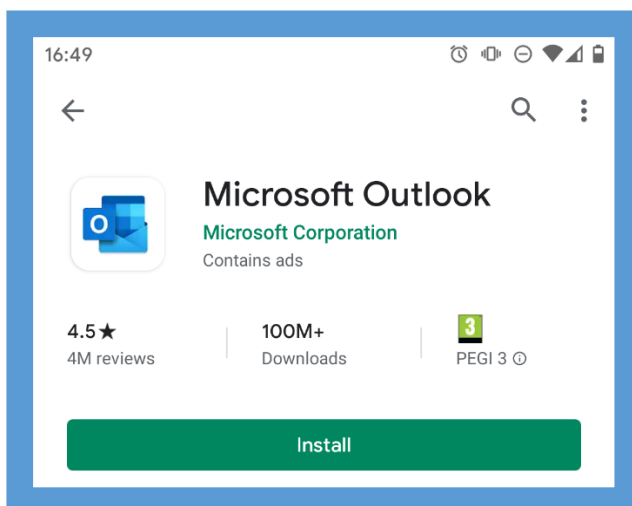 16:49
O
Microsoft Outlook
Microsoft Corporation
Contains ads
4.5★ 100M+ 3
4M reviews Downloads PEGI 3
Install